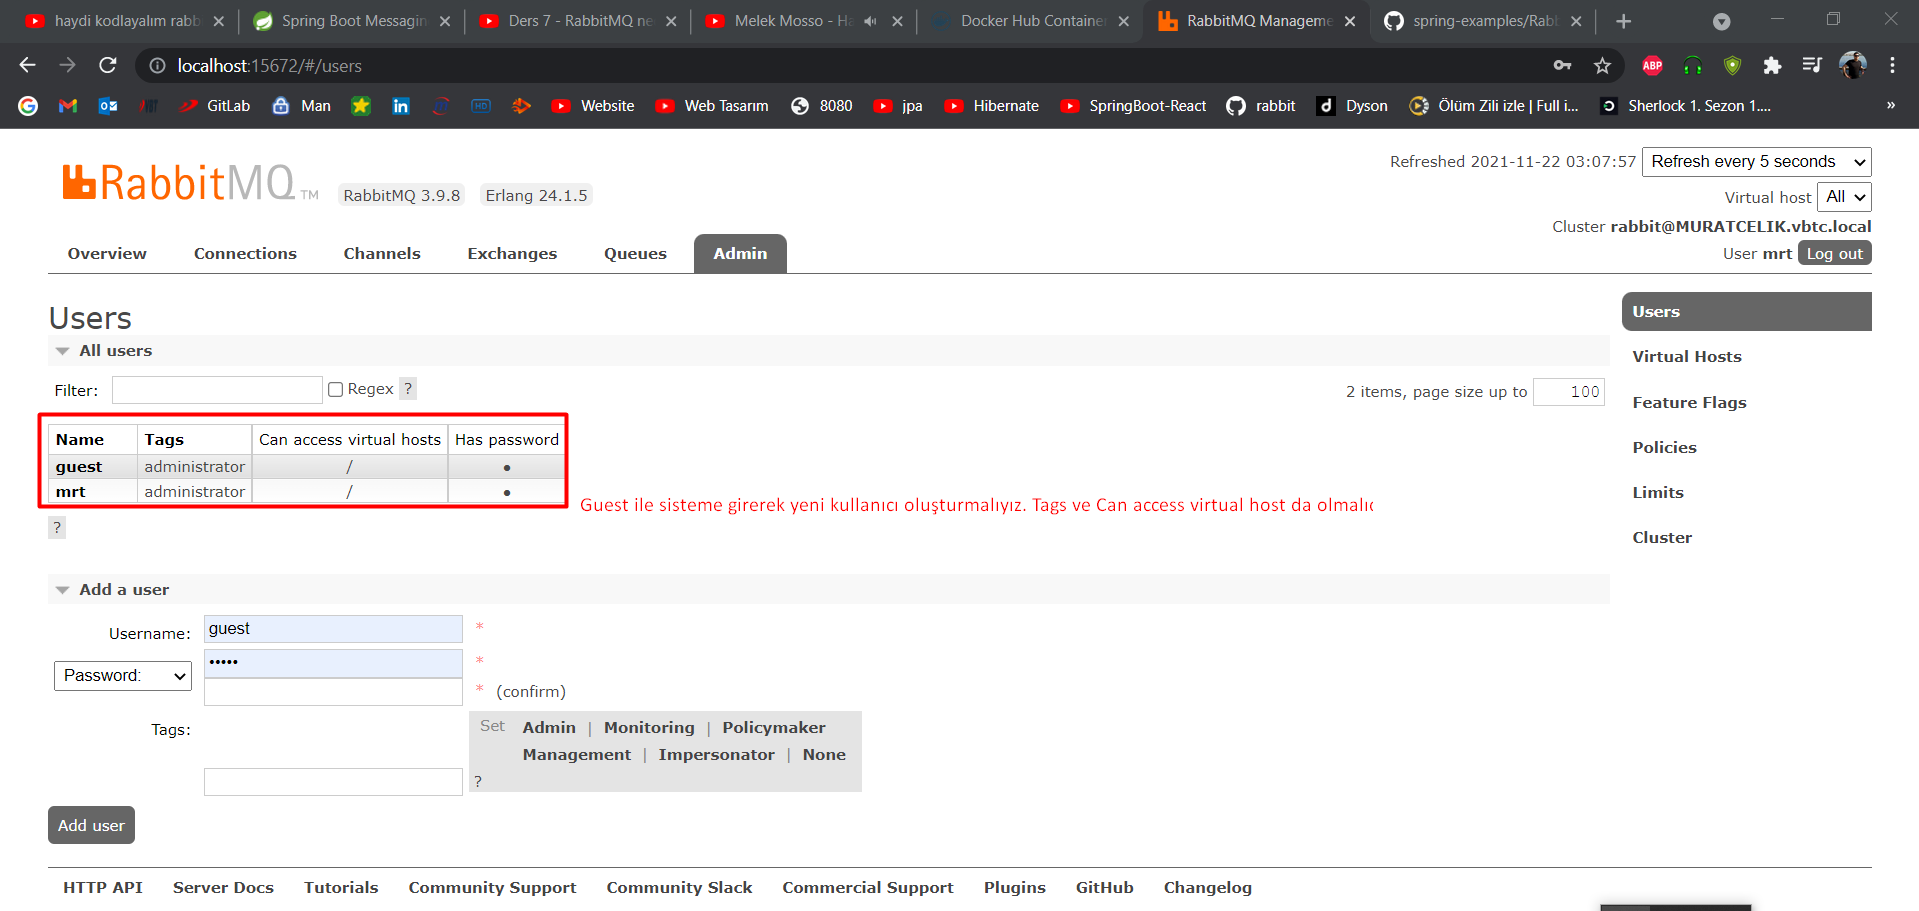 haydi kodlayalım rabb
Spring Boot Messagin
Ders 7 - RabbitMQ ne
Melek Mosso - Ha
Docker Hub Container
RabbitMQ Manageme
spring-examples/Rabb
localhost:15672/#/users
ABP
GitLab
Man
HD
Website
Web Tasarım
8080
jpa
Hibernate
SpringBoot-React
rabbit
Dyson
Ölüm Zili izle | Full i...
Sherlock 1. Sezon 1....
»
RabbitMQ TM
RabbitMQ 3.9.8
Erlang 24.1.5
Refreshed 2021-11-22 03:07:57
Refresh every 5 seconds
Virtual host All
Cluster rabbit@MURATCELIK.vbtc.local
User mrt Log out
Overview Connections Channels Exchanges Queues Admin
Users
All users
Filter: Regex ?
2 items, page size up to 100
Name Tags Can access virtual hosts Has password
guest administrator / ●
mrt administrator / ●
Guest ile sisteme girerek yeni kullanıcı oluşturmalıyız. Tags ve Can access virtual host da olmalıc
?
Add a user
Username: guest *
Password: ••••• *
* (confirm)
Tags:
Set Admin | Monitoring | Policymaker
Management | Impersonator | None
?
Add user
Users
Virtual Hosts
Feature Flags
Policies
Limits
Cluster
HTTP API Server Docs Tutorials Community Support Community Slack Commercial Support Plugins GitHub Changelog